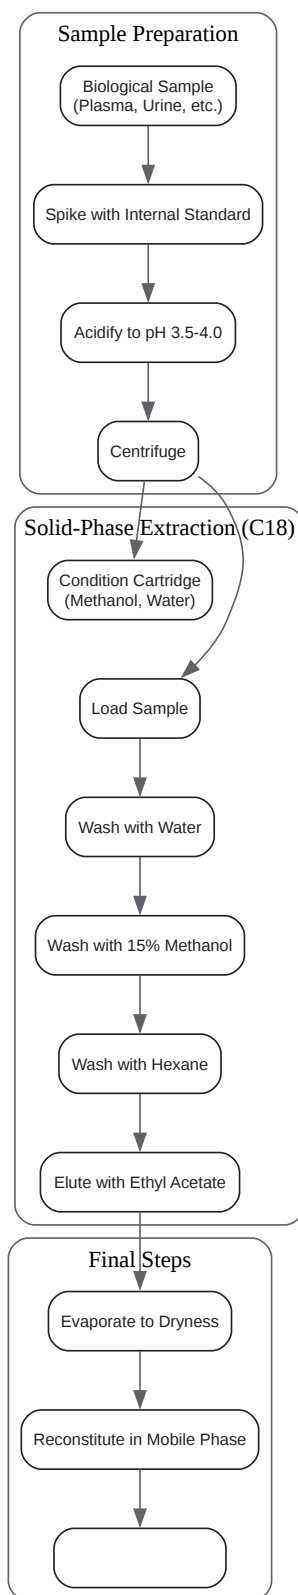 Sample Preparation
Biological Sample
(Plasma, Urine, etc.)
Spike with Internal Standard
Acidify to pH 3.5-4.0
Centrifuge
Solid-Phase Extraction (C18)
Condition Cartridge
(Methanol, Water)
Load Sample
Wash with Water
Wash with 15% Methanol
Wash with Hexane
Elute with Ethyl Acetate
Final Steps
Evaporate to Dryness
Reconstitute in Mobile Phase